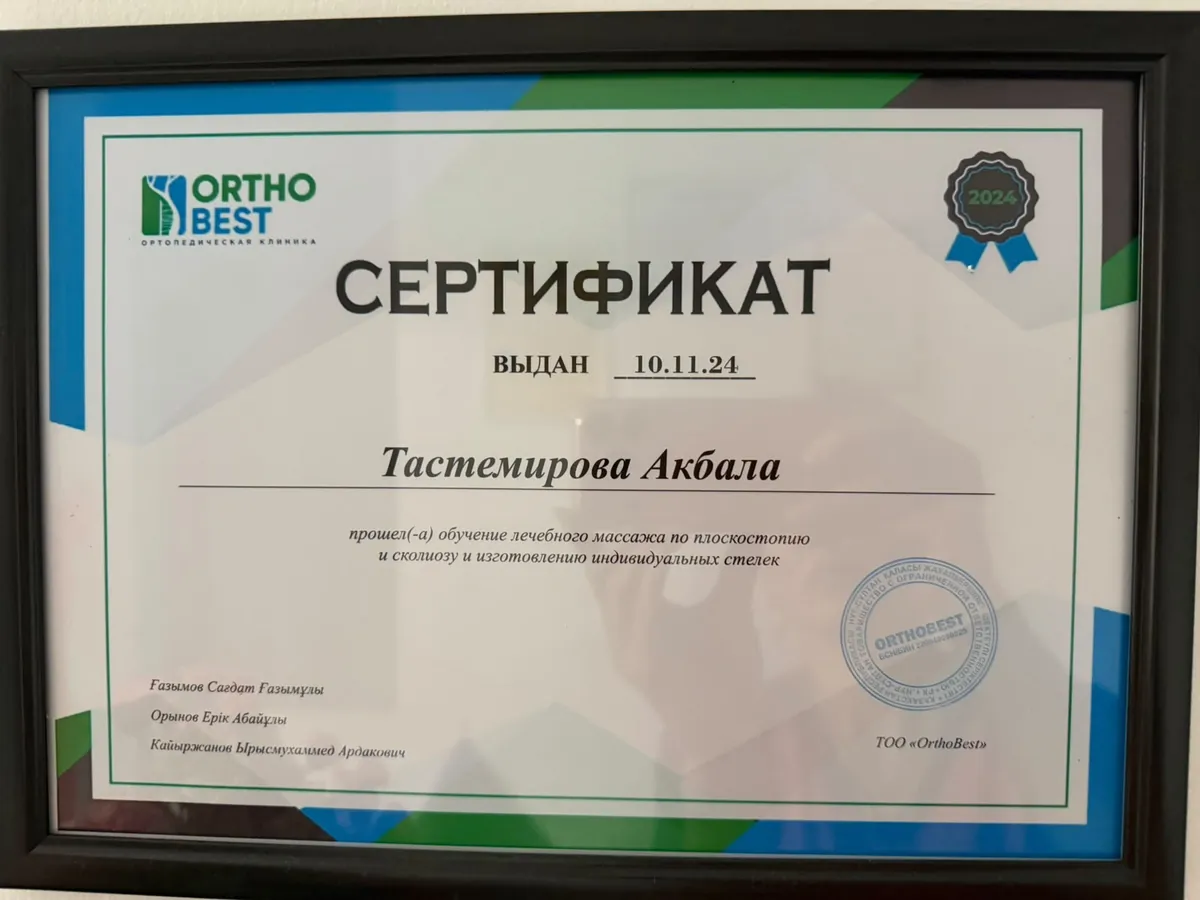 ORTHO
BEST
ОРТОПЕДИЧЕСКАЯ КЛИНИКА
2024
СЕРТИФИКАТ
ВЫДАН 10.11.24
Тастемирова Акбала
прошел(-а) обучение лечебного массажа по плоскостопию
и сколиозу и изготовлению индивидуальных стелек
ORTHOBEST
Ғазымов Сағдат Ғазымұлы
Орынов Ерік Абайұлы
Кайыржанов Ырысмухаммед Ардакович
ТОО «OrthoBest»